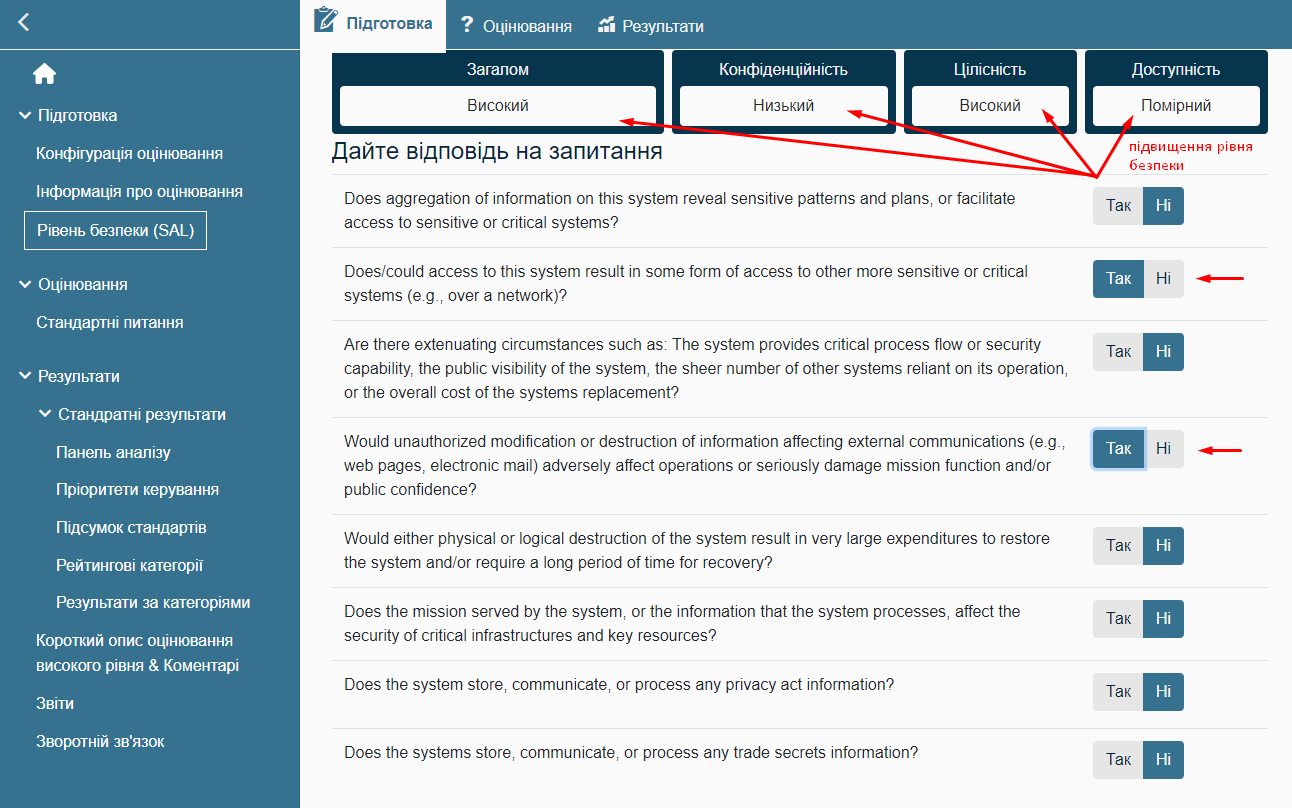 Підготовка
Оцінювання
Результати
Підготовка
Конфігурація оцінювання
Інформація про оцінювання
Рівень безпеки (SAL)
Оцінювання
Стандартні питання
Результати
Стандратні результати
Панель аналізу
Пріоритети керування
Підсумок стандартів
Рейтингові категорії
Результати за категоріями
Короткий опис оцінювання
високого рівня & Коментарі
Звіти
Зворотній зв'язок
Загалом
Високий
Конфіденційність
Низький
Цілісність
Високий
Доступність
Помірний
Дайте відповідь на запитання
підвищення рівня
безпеки
Does aggregation of information on this system reveal sensitive patterns and plans, or facilitate
access to sensitive or critical systems?
Так Ні
Does/could access to this system result in some form of access to other more sensitive or critical
systems (e.g., over a network)?
Так Ні
Are there extenuating circumstances such as: The system provides critical process flow or security
capability, the public visibility of the system, the sheer number of other systems reliant on its operation,
or the overall cost of the systems replacement?
Так Ні
Would unauthorized modification or destruction of information affecting external communications (e.g.,
web pages, electronic mail) adversely affect operations or seriously damage mission function and/or
public confidence?
Так Ні
Would either physical or logical destruction of the system result in very large expenditures to restore
the system and/or require a long period of time for recovery?
Так Ні
Does the mission served by the system, or the information that the system processes, affect the
security of critical infrastructures and key resources?
Так Ні
Does the system store, communicate, or process any privacy act information?
Так Ні
Does the systems store, communicate, or process any trade secrets information?
Так Ні